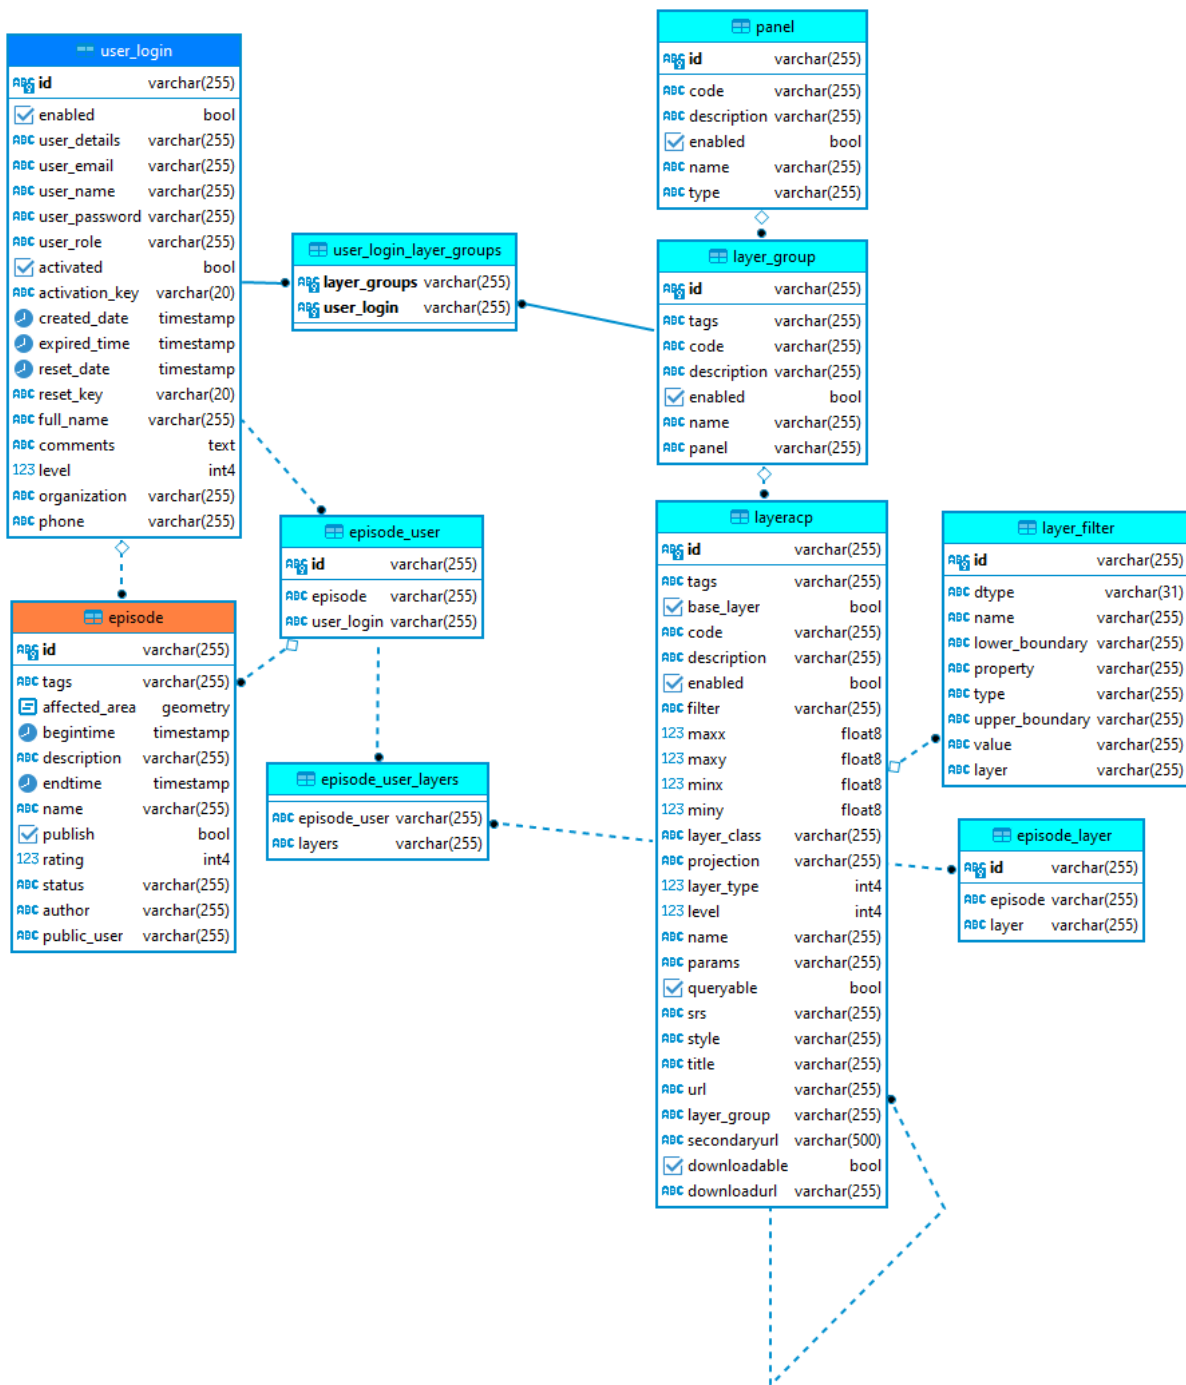 user_login
id varchar(255)
enabled bool
user_details varchar(255)
user_email varchar(255)
user_name varchar(255)
user_password varchar(255)
user_role varchar(255)
activated bool
activation_key varchar(20)
created_date timestamp
expired_time timestamp
reset_date timestamp
reset_key varchar(20)
full_name varchar(255)
comments text
level int4
organization varchar(255)
phone varchar(255)
panel
id varchar(255)
code varchar(255)
description varchar(255)
enabled bool
name varchar(255)
type varchar(255)
user_login_layer_groups
layer_groups varchar(255)
user_login varchar(255)
layer_group
id varchar(255)
tags varchar(255)
code varchar(255)
description varchar(255)
enabled bool
name varchar(255)
panel varchar(255)
episode_user
id varchar(255)
episode varchar(255)
user_login varchar(255)
episode
id varchar(255)
tags varchar(255)
affected_area geometry
begintime timestamp
description varchar(255)
endtime timestamp
name varchar(255)
publish bool
rating int4
status varchar(255)
author varchar(255)
public_user varchar(255)
episode_user_layers
episode_user varchar(255)
layers varchar(255)
layeracp
id varchar(255)
tags varchar(255)
base_layer bool
code varchar(255)
description varchar(255)
enabled bool
filter varchar(255)
123 maxx float8
123 maxy float8
123 minx float8
123 miny float8
layer_class varchar(255)
projection varchar(255)
123 layer_type int4
123 level int4
name varchar(255)
params varchar(255)
queryable bool
srs varchar(255)
style varchar(255)
title varchar(255)
url varchar(255)
layer_group varchar(255)
secondaryurl varchar(500)
downloadable bool
downloadurl varchar(255)
layer_filter
id varchar(255)
dtype varchar(31)
name varchar(255)
lower_boundary varchar(255)
property varchar(255)
type varchar(255)
upper_boundary varchar(255)
value varchar(255)
layer varchar(255)
episode_layer
id varchar(255)
episode varchar(255)
layer varchar(255)